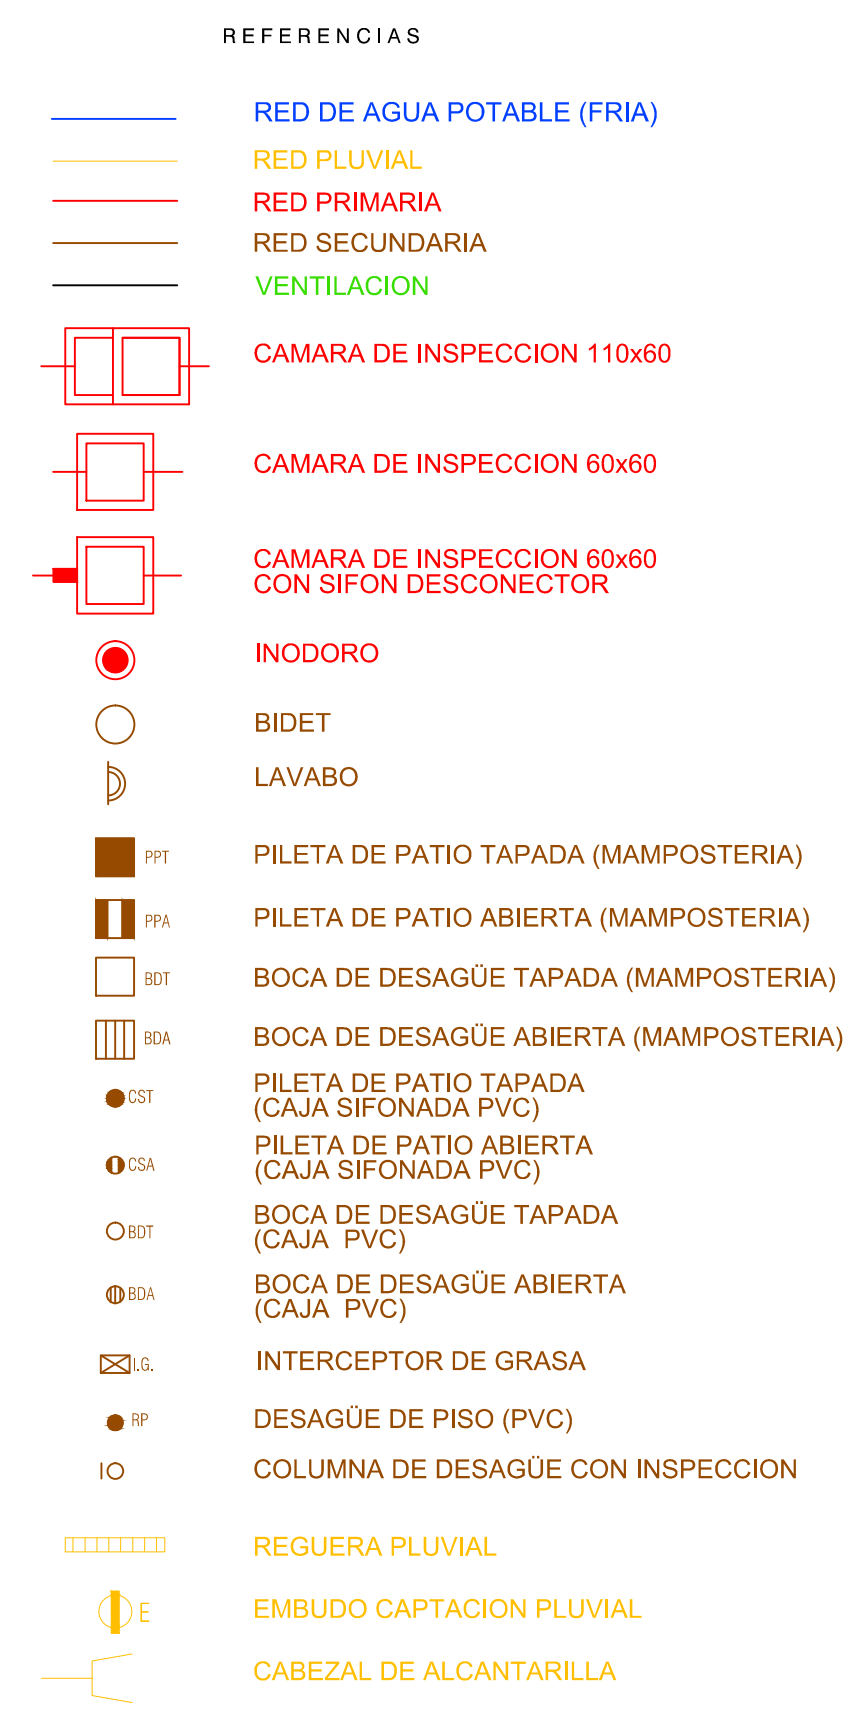 REFERENCIAS
RED DE AGUA POTABLE (FRIA)
RED PLUVIAL
RED PRIMARIA
RED SECUNDARIA
VENTILACION
CAMARA DE INSPECCION 110x60
CAMARA DE INSPECCION 60x60
CAMARA DE INSPECCION 60x60
CON SIFON DESCONECTOR
INODORO
BIDET
LAVABO
PPT PILETA DE PATIO TAPADA (MAMPOSTERIA)
PPA PILETA DE PATIO ABIERTA (MAMPOSTERIA)
BDT BOCA DE DESAGÜE TAPADA (MAMPOSTERIA)
BDA BOCA DE DESAGÜE ABIERTA (MAMPOSTERIA)
CST PILETA DE PATIO TAPADA
(CAJA SIFONADA PVC)
CSA PILETA DE PATIO ABIERTA
(CAJA SIFONADA PVC)
BDT BOCA DE DESAGÜE TAPADA
(CAJA PVC)
BDA BOCA DE DESAGÜE ABIERTA
(CAJA PVC)
I.G. INTERCEPTOR DE GRASA
RP DESAGÜE DE PISO (PVC)
COLUMNA DE DESAGÜE CON INSPECCION
REGUERA PLUVIAL
E EMBUDO CAPTACION PLUVIAL
CABEZAL DE ALCANTARILLA